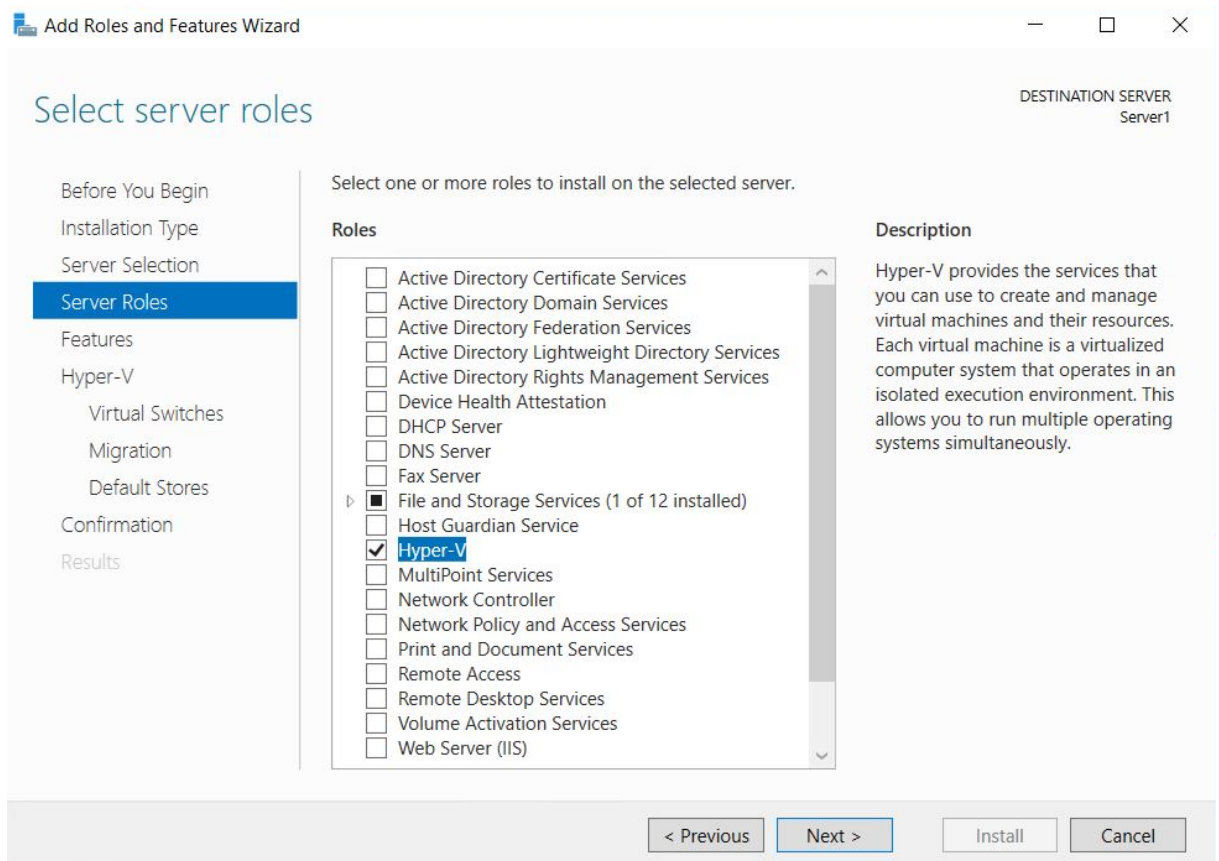 Add Roles and Features Wizard
Select server roles
DESTINATION SERVER
Server1
Before You Begin
Installation Type
Server Selection
Server Roles
Features
Hyper-V
Virtual Switches
Migration
Default Stores
Confirmation
Results
Select one or more roles to install on the selected server.
Roles
Active Directory Certificate Services
Active Directory Domain Services
Active Directory Federation Services
Active Directory Lightweight Directory Services
Active Directory Rights Management Services
Device Health Attestation
DHCP Server
DNS Server
Fax Server
File and Storage Services (1 of 12 installed)
Host Guardian Service
Hyper-V
MultiPoint Services
Network Controller
Network Policy and Access Services
Print and Document Services
Remote Access
Remote Desktop Services
Volume Activation Services
Web Server (IIS)
Description
Hyper-V provides the services that
you can use to create and manage
virtual machines and their resources.
Each virtual machine is a virtualized
computer system that operates in an
isolated execution environment. This
allows you to run multiple operating
systems simultaneously.
< Previous
Next >
Install
Cancel